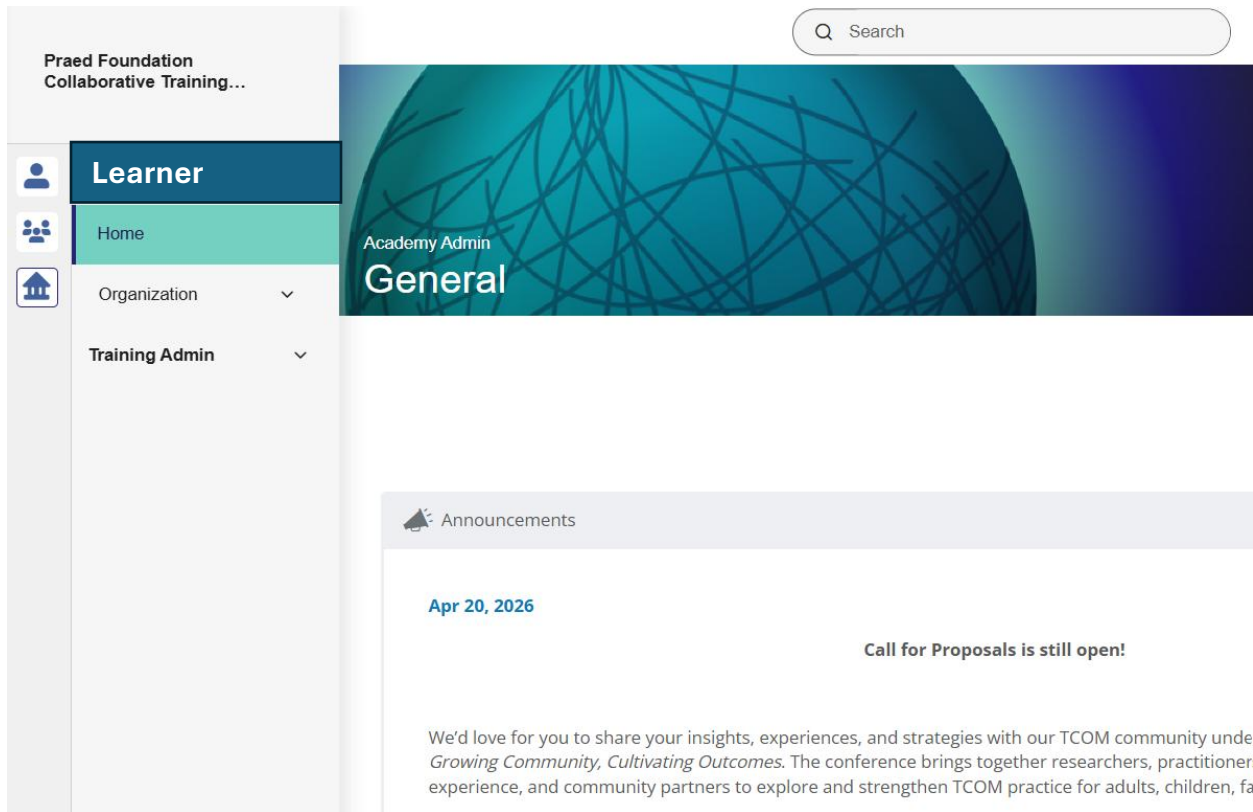 Search
Praed Foundation
Collaborative Training...
Learner
Home
Organization
Training Admin
Academy Admin
General
Announcements
Apr 20, 2026
Call for Proposals is still open!
We'd love for you to share your insights, experiences, and strategies with our TCOM community
Growing Community, Cultivating Outcomes. The conference brings together researchers,
experience, and community partners to explore and strengthen TCOM practice for adults, children,